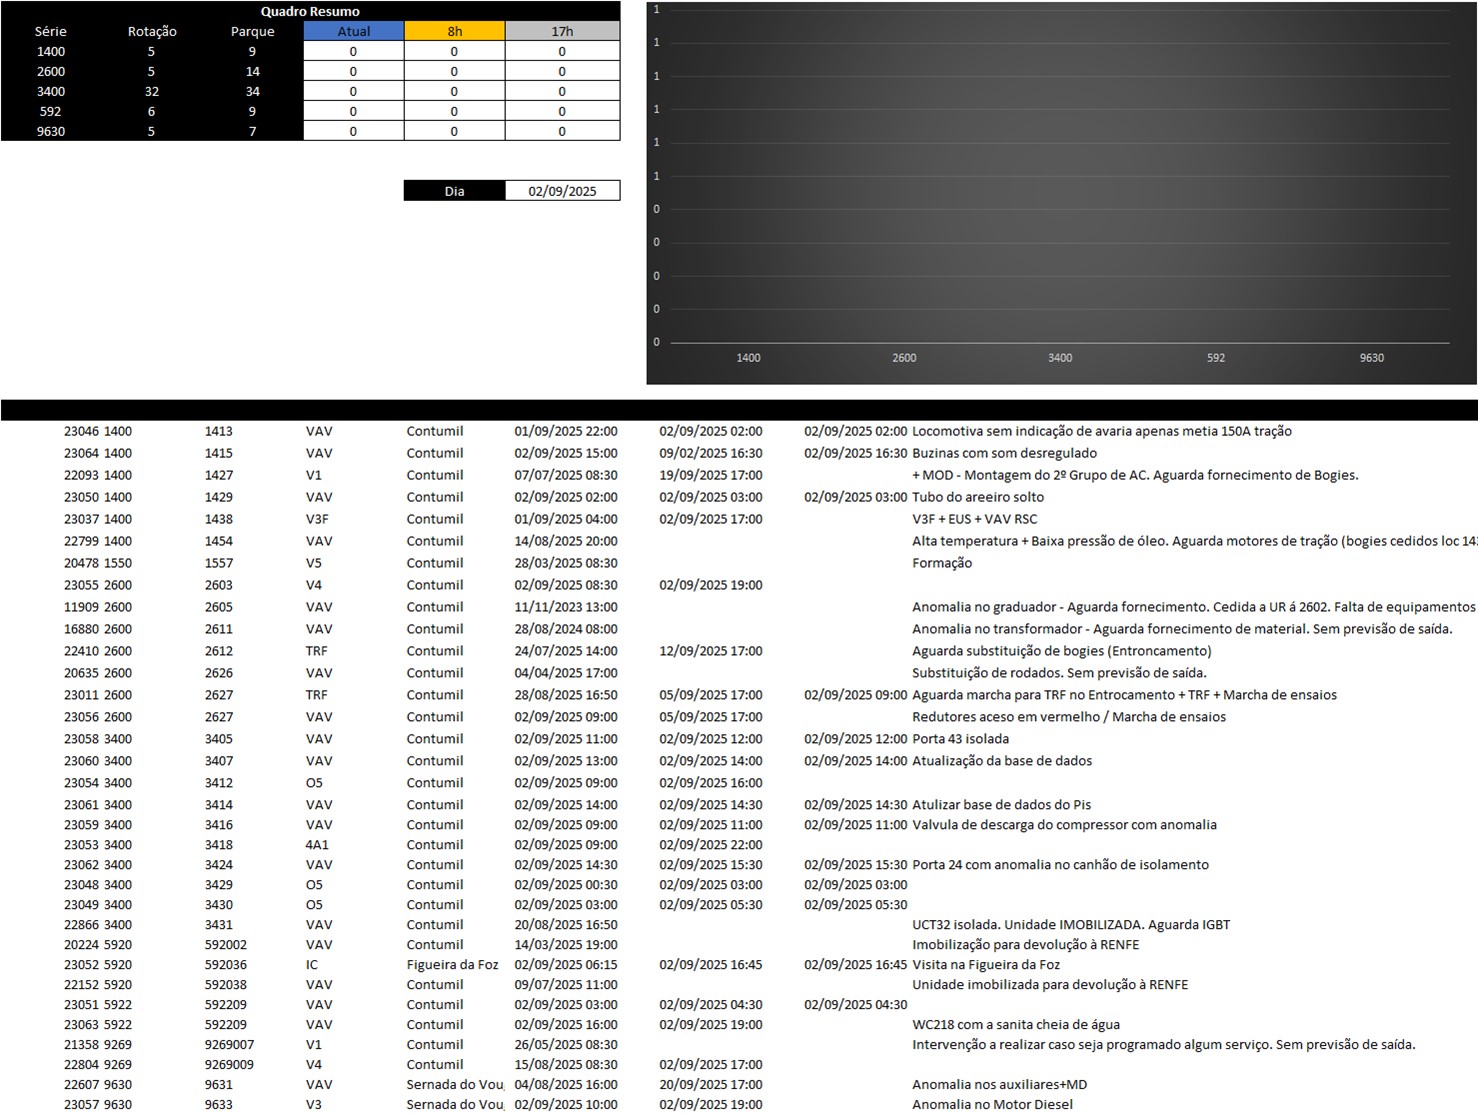 Quadro Resumo
Série Rotação Parque Atual 8h 17h
1400 5 9 0 0 0
2600 5 14 0 0 0
3400 32 34 0 0 0
592 6 9 0 0 0
9630 5 7 0 0 0
Dia 02/09/2025
1
1
1
1
1
1
0
0
0
0
0
1400 2600 3400 592 9630
23046 1400 1413 VAV Contumil 01/09/2025 22:00 02/09/2025 02:00 02/09/2025 02:00 Locomotiva sem indicação de avaria apenas metia 150A tração
23064 1400 1415 VAV Contumil 02/09/2025 15:00 09/02/2025 16:30 02/09/2025 16:30 Buzinas com som desregulado
22093 1400 1427 V1 Contumil 07/07/2025 08:30 19/09/2025 17:00 + MOD - Montagem do 2º Grupo de AC. Aguarda fornecimento de Bogies.
23050 1400 1429 VAV Contumil 02/09/2025 02:00 02/09/2025 03:00 02/09/2025 03:00 Tubo do areeiro solto
23037 1400 1438 V3F Contumil 01/09/2025 04:00 02/09/2025 17:00 V3F + EUS + VAV RSC
22799 1400 1454 VAV Contumil 14/08/2025 20:00 Alta temperatura + Baixa pressão de óleo. Aguarda motores de tração (bogies cedidos loc 143
20478 1550 1557 V5 Contumil 28/03/2025 08:30 Formação
23055 2600 2603 V4 Contumil 02/09/2025 08:30 02/09/2025 19:00
11909 2600 2605 VAV Contumil 11/11/2023 13:00 Anomalia no graduador - Aguarda fornecimento. Cedida a UR á 2602. Falta de equipamentos
16880 2600 2611 VAV Contumil 28/08/2024 08:00 Anomalia no transformador - Aguarda fornecimento de material. Sem previsão de saída.
22410 2600 2612 TRF Contumil 24/07/2025 14:00 12/09/2025 17:00 Aguarda substituição de bogies (Entroncamento)
20635 2600 2626 VAV Contumil 04/04/2025 17:00 Substituição de rodados. Sem previsão de saída.
23011 2600 2627 TRF Contumil 28/08/2025 16:50 05/09/2025 17:00 02/09/2025 09:00 Aguarda marcha para TRF no Entrocamento + TRF + Marcha de ensaios
23056 2600 2627 VAV Contumil 02/09/2025 09:00 05/09/2025 17:00 Redutores aceso em vermelho / Marcha de ensaios
23058 3400 3405 VAV Contumil 02/09/2025 11:00 02/09/2025 12:00 02/09/2025 12:00 Porta 43 isolada
23060 3400 3407 VAV Contumil 02/09/2025 13:00 02/09/2025 14:00 02/09/2025 14:00 Atualização da base de dados
23054 3400 3412 O5 Contumil 02/09/2025 09:00 02/09/2025 16:00
23061 3400 3414 VAV Contumil 02/09/2025 14:00 02/09/2025 14:30 02/09/2025 14:30 Atulizar base de dados do Pis
23059 3400 3416 VAV Contumil 02/09/2025 09:00 02/09/2025 11:00 02/09/2025 11:00 Valvula de descarga do compressor com anomalia
23053 3400 3418 4A1 Contumil 02/09/2025 09:00 02/09/2025 22:00
23062 3400 3424 VAV Contumil 02/09/2025 14:30 02/09/2025 15:30 02/09/2025 15:30 Porta 24 com anomalia no canhão de isolamento
23048 3400 3429 O5 Contumil 02/09/2025 00:30 02/09/2025 03:00 02/09/2025 03:00
23049 3400 3430 O5 Contumil 02/09/2025 03:00 02/09/2025 05:30 02/09/2025 05:30
22866 3400 3431 VAV Contumil 20/08/2025 16:50 UCT32 isolada. Unidade IMOBILIZADA. Aguarda IGBT
20224 5920 592002 VAV Contumil 14/03/2025 19:00 Imobilização para devolução à RENFE
23052 5920 592036 IC Figueira da Foz 02/09/2025 06:15 02/09/2025 16:45 02/09/2025 16:45 Visita na Figueira da Foz
22152 5920 592038 VAV Contumil 09/07/2025 11:00 Unidade imobilizada para devolução à RENFE
23051 5922 592209 VAV Contumil 02/09/2025 03:00 02/09/2025 04:30 02/09/2025 04:30
23063 5922 592209 VAV Contumil 02/09/2025 16:00 02/09/2025 19:00 WC218 com a sanita cheia de água
21358 9269 9269007 V1 Contumil 26/05/2025 08:30 Intervenção a realizar caso seja programado algum serviço. Sem previsão de saída.
22804 9269 9269009 V4 Contumil 15/08/2025 08:30 02/09/2025 17:00
22607 9630 9631 VAV Sernada do Vou 04/08/2025 16:00 20/09/2025 17:00 Anomalia nos auxiliares+MD
23057 9630 9633 V3 Sernada do Vou 02/09/2025 10:00 02/09/2025 19:00 Anomalia no Motor Diesel